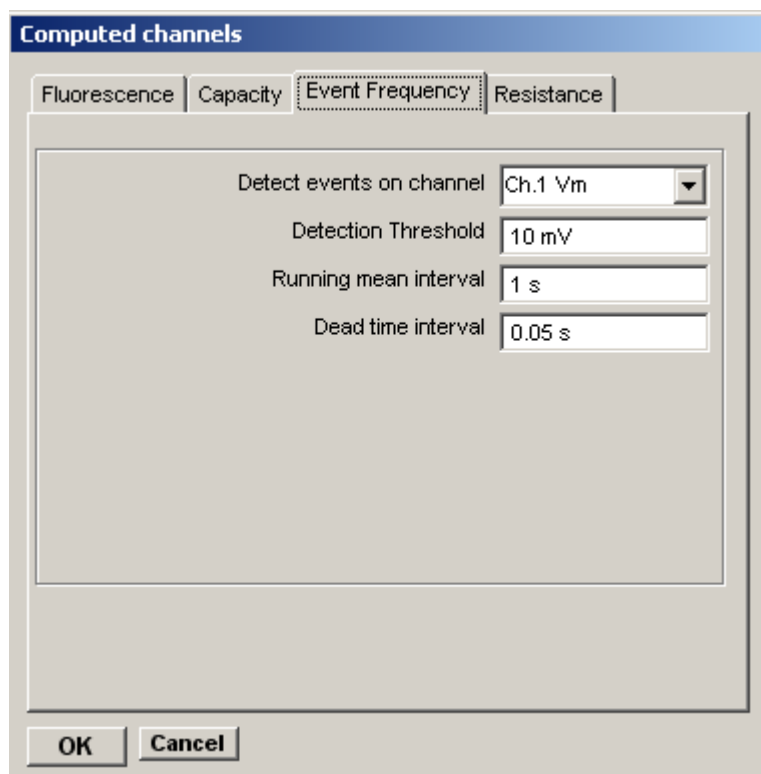 Computed channels
Fluorescence Capacity Event Frequency Resistance
Detect events on channel Ch.1 Vm
Detection Threshold 10 mV
Running mean interval 1 s
Dead time interval 0.05 s
OK Cancel